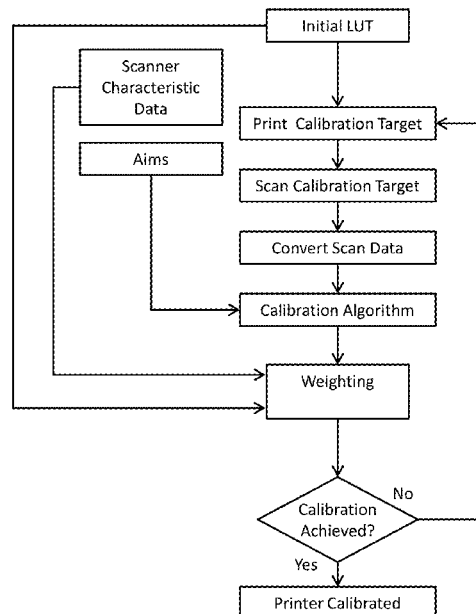 Initial LUT
Scanner
Characteristic
Data
Print Calibration Target
Aims
Scan Calibration Target
Convert Scan Data
Calibration Algorithm
Weighting
No
Calibration
Achieved?
Yes
Printer Calibrated